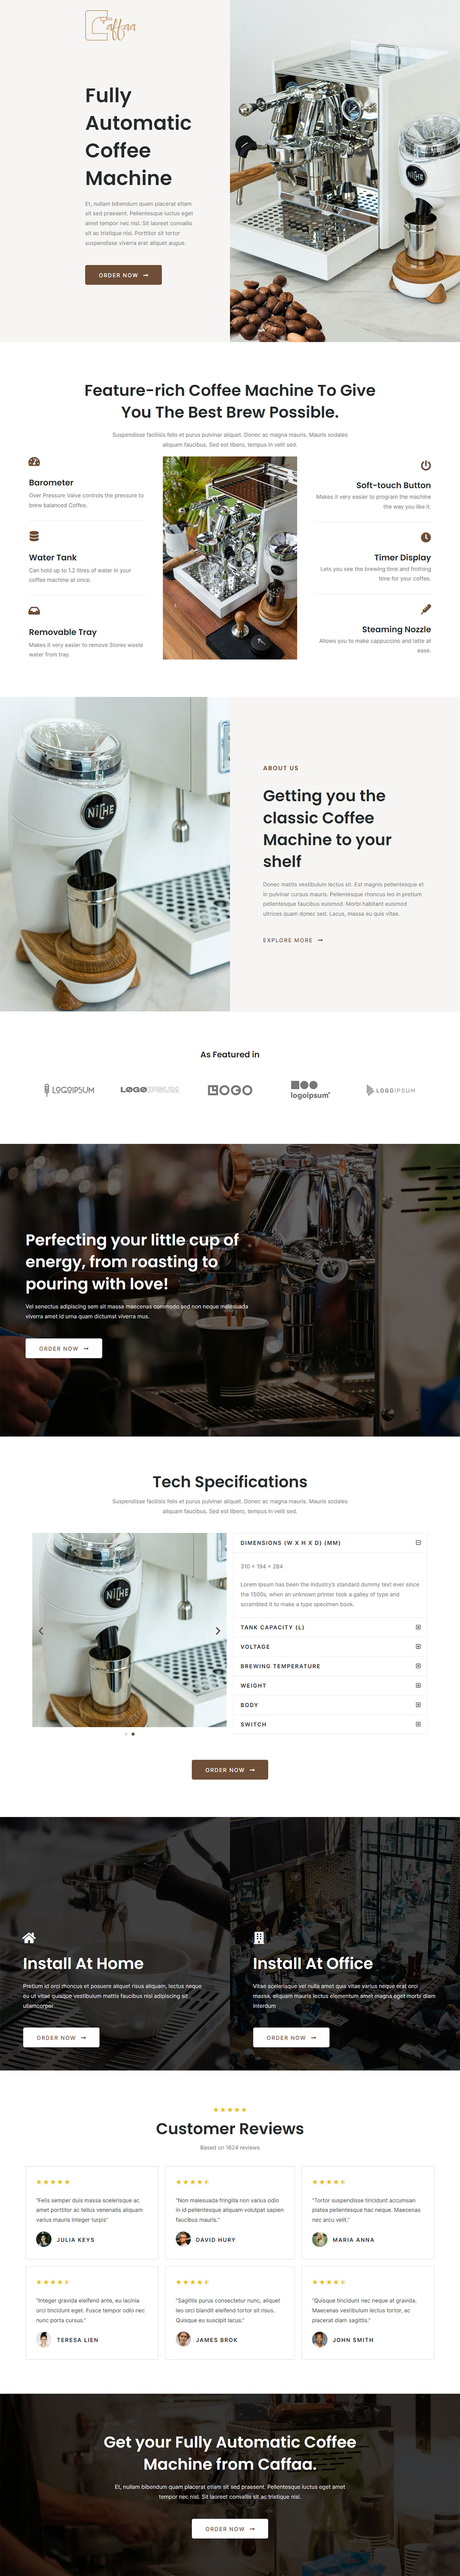 Caffaa
Fully
Automatic
Coffee
Machine
Et, nullam bibendum quam placerat etiam
sit sed praesent. Pellentesque luctus eget
amet tempor nec nisl. Sit laoreet convallis
sit ac tristique nisi. Porttitor sit tortor
suspendisse viverra erat aliquet augue.
ORDER NOW
NICHE
Feature-rich Coffee Machine To Give
You The Best Brew Possible.
Suspendisse facilisis felis et purus pulvinar aliquet. Donec ac magna mauris. Mauris sodales
aliquam faucibus. Sed est libero, tempus in velit sed.
Barometer
Over Pressure Valve controls the pressure to
brew balanced Coffee.
Water Tank
Can hold up to 1.2 litres of water in your
coffee machine at once.
Removable Tray
Makes it very easier to remove Stores waste
water from tray.
Soft-touch Button
Makes it very easier to program the machine
the way you like it.
Timer Display
Lets you see the brewing time and frothing
time for your coffee.
Steaming Nozzle
Allows you to make cappuccino and latte at
ease.
NICHE
ABOUT US
Getting you the
classic Coffee
Machine to your
shelf
Donec mattis vestibulum lectus sit. Est magnis pellentesque et
in pulvinar cursus mauris. Pellentesque rhoncus leo in pretium
pellentesque faucibus euismod. Morbi habitant euismod
ultrices quam donec sed. Lacus, massa eu quis vitae.
EXPLORE MORE
As Featured in
LOGOIPSUM
LOGOIPSUM
LOGO
logoipsum
LOGOIPSUM
Perfecting your little cup of
energy, from roasting to
pouring with love!
Vel senectus adipiscing sem sit massa maecenas commodo sed non neque malesuada
viverra amet id urna quam dictumst viverra mus.
ORDER NOW
Tech Specifications
Suspendisse facilisis felis et purus pulvinar aliquet. Donec ac magna mauris. Mauris sodales
aliquam faucibus. Sed est libero, tempus in velit sed.
NICHE
DIMENSIONS (W X H X D) (MM)
310 x 194 x 284
Lorem Ipsum has been the industry's standard dummy text ever since
the 1500s, when an unknown printer took a galley of type and
scrambled it to make a type specimen book.
TANK CAPACITY (L)
VOLTAGE
BREWING TEMPERATURE
WEIGHT
BODY
SWITCH
ORDER NOW
Install At Home
Pretium id orci rhoncus et posuere aliquet risus aliquam, lectus neque
eu ut vitae quisque vestibulum mattis faucibus nisl adipiscing sit
ullamcorper.
ORDER NOW
Install At Office
Vitae scelerisque vel nulla amet quis vitae varius neque erat orci
massa, aliquam mauris lectus elementum amet magna eget morbi diam
interdum
ORDER NOW
Customer Reviews
Based on 1624 reviews
"Felis semper duis massa scelerisque ac
amet porttitor ac tellus venenatis aliquam
varius mauris integer turpis"
JULIA KEYS
"Non malesuada fringilla non varius odio
in id pellentesque aliquam volutpat sapien
faucibus mauris."
DAVID HURY
"Tortor suspendisse tincidunt accumsan
platea pellentesque hac neque. Maecenas
nec arcu velit."
MARIA ANNA
"Integer gravida eleifend ante, eu lacinia
orci tincidunt eget. Fusce tempor odio nec
nunc porta cursus."
TERESA LIEN
"Sagittis purus consectetur nunc, aliquet
leo orci blandit eleifend tortor sit risus.
Quisque eu suscipit lacus."
JAMES BROK
"Quisque tincidunt nec neque at gravida.
Maecenas vestibulum lectus tortor, ac
placerat diam sagittis."
JOHN SMITH
Get your Fully Automatic Coffee
Machine from Caffaa.
Et, nullam bibendum quam placerat etiam sit sed praesent. Pellentesque luctus eget amet
tempor nec nisl. Sit laoreet convallis sit ac tristique nisi.
ORDER NOW